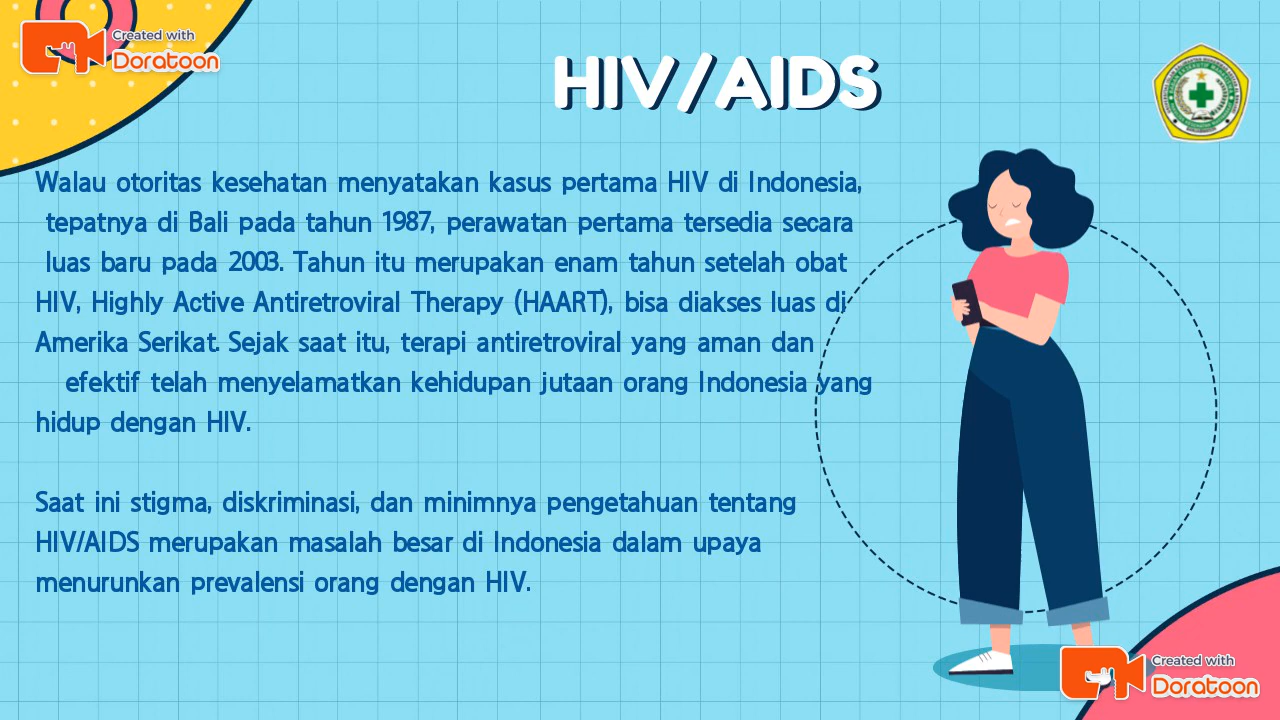 Created with
Doratoon
HIV/AIDS
Walau otoritas kesehatan menyatakan kasus pertama HIV di Indonesia,
tepatnya di Bali pada tahun 1987, perawatan pertama tersedia secara
luas baru pada 2003. Tahun itu merupakan enam tahun setelah obat
HIV, Highly Active Antiretroviral Therapy (HAART), bisa diakses luas di
Amerika Serikat. Sejak saat itu, terapi antiretroviral yang aman dan
efektif telah menyelamatkan kehidupan jutaan orang Indonesia yang
hidup dengan HIV.
Saat ini stigma, diskriminasi, dan minimnya pengetahuan tentang
HIV/AIDS merupakan masalah besar di Indonesia dalam upaya
menurunkan prevalensi orang dengan HIV.
Created with
Doratoon